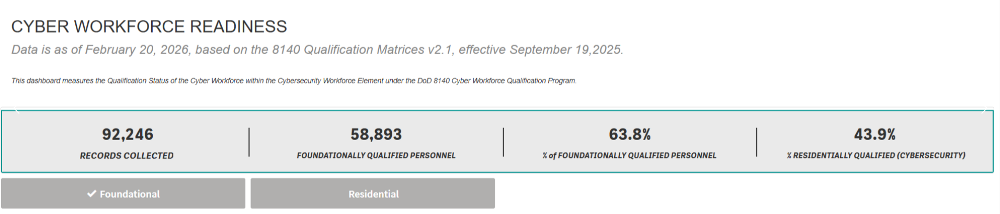 CYBER WORKFORCE READINESS
Data is as of February 20, 2026, based on the 8140 Qualification Matrices v2.1, effective September 19,2025.
This dashboard measures the Qualification Status of the Cyber Workforce within the Cybersecurity Workforce Element under the DoD 8140 Cyber Workforce Qualification Program.
92,246
RECORDS COLLECTED
58,893
FOUNDATIONALLY QUALIFIED PERSONNEL
63.8%
% of FOUNDATIONALLY QUALIFIED PERSONNEL
43.9%
% RESIDENTIALLY QUALIFIED (CYBERSECURITY)
Foundational
Residential